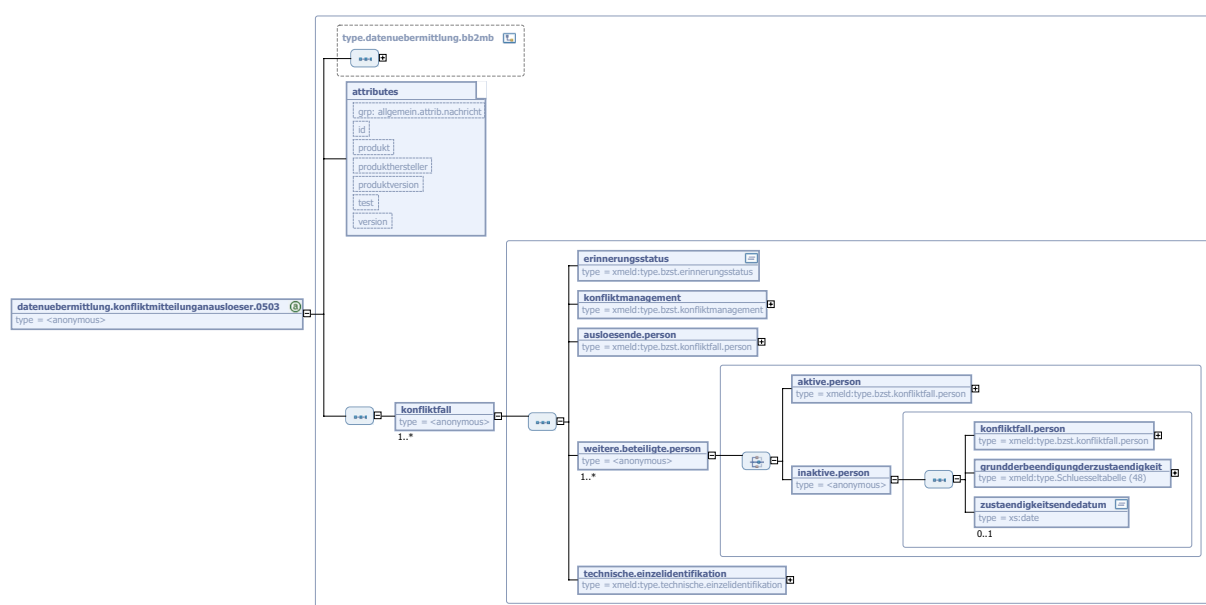 type.datenuebermittlung.bb2mb
attributes
grp: allgemein.attrib.nachricht
id
produkt
produkthersteller
produktversion
test
version
datenuebermittlung.konfliktmitteilunganausloeser.0503
a
type = <anonymous>
konfliktfall
type = <anonymous>
1..*
erinnerungsstatus
type = xmeld:type.bzst.erinnerungsstatus
konfliktmanagement
type = xmeld:type.bzst.konfliktmanagement
ausloesende.person
type = xmeld:type.bzst.konfliktfall.person
weitere.beteiligte.person
type = <anonymous>
1..*
aktive.person
type = xmeld:type.bzst.konfliktfall.person
inaktive.person
type = <anonymous>
konfliktfall.person
type = xmeld:type.bzst.konfliktfall.person
grundderbeendigungderzustaendigkeit
type = xmeld:type.Schluesseltabelle (48)
zustaendigkeitsendedatum
type = xs:date
0..1
technische.einzelidentifikation
type = xmeld:type.technische.einzelidentifikation